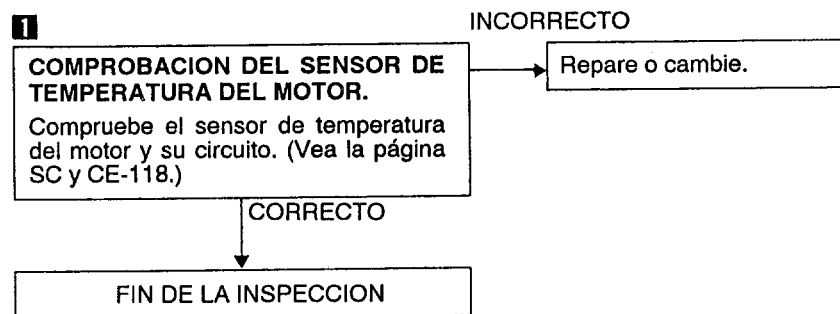 1
INCORRECTO
COMPROBACION DEL SENSOR DE
TEMPERATURA DEL MOTOR.
Repare o cambie.
Compruebe el sensor de temperatura
del motor y su circuito. (Vea la página
SC y CE-118.)
CORRECTO
FIN DE LA INSPECCION